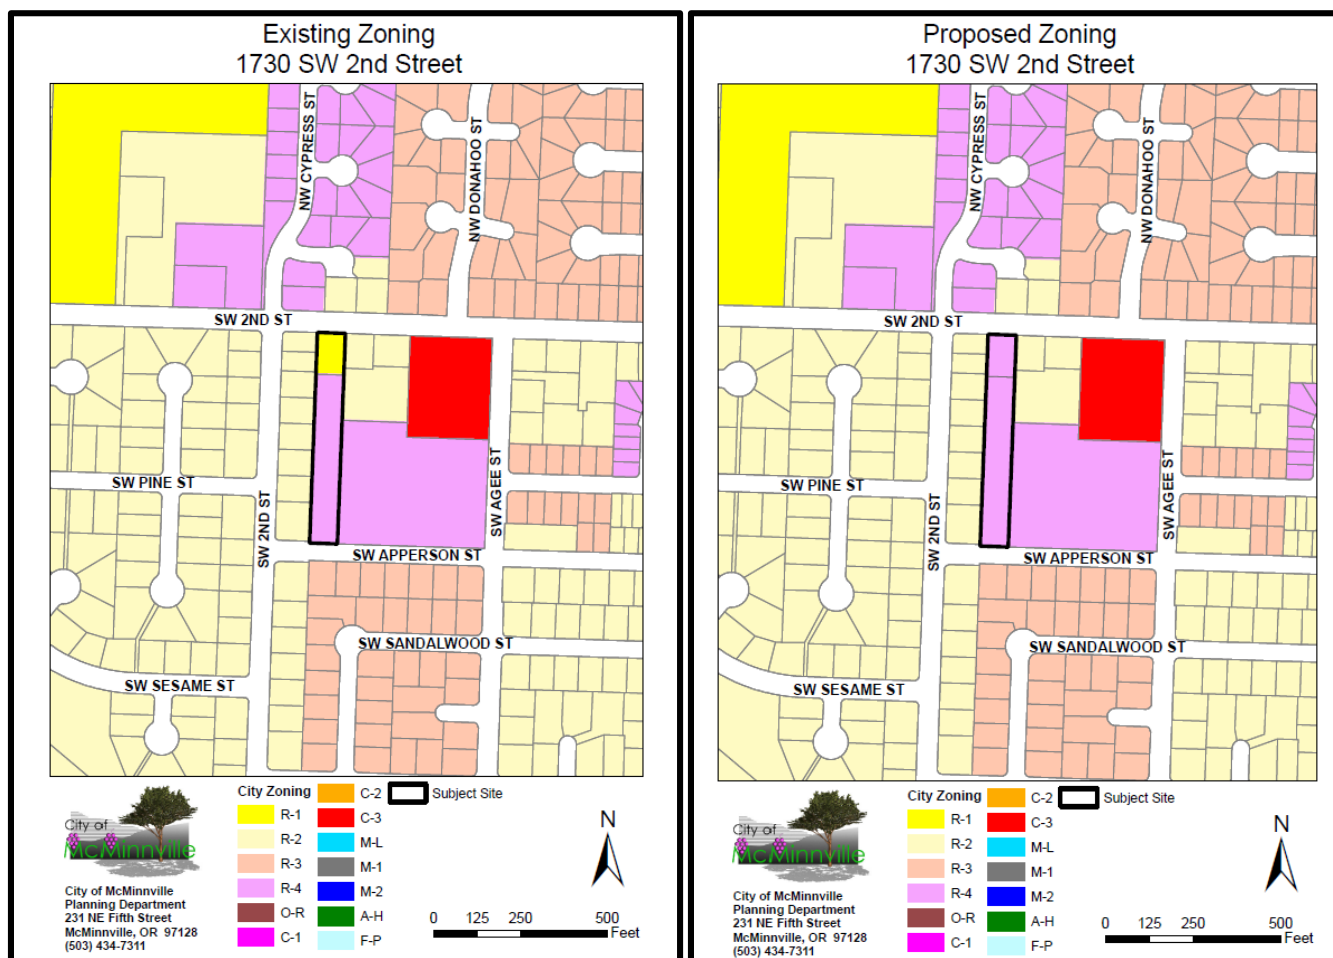 Existing Zoning
1730 SW 2nd Street
NW CYPRESS ST
NW DONAHOO ST
SW 2ND ST
SW PINE ST
SW 2ND ST
SW AGEE ST
SW APPERSON ST
SW SANDALWOOD ST
SW SESAME ST
City of
McMinnville
City of McMinnville
Planning Department
231 NE Fifth Street
McMinnville, OR 97128
(503) 434-7311
City Zoning
R-1
R-2
R-3
R-4
O-R
C-1
C-2
C-3
M-L
M-1
M-2
A-H
F-P
Subject Site
N
0 125 250 500
Feet
Proposed Zoning
1730 SW 2nd Street
NW CYPRESS ST
NW DONAHOO ST
SW 2ND ST
SW PINE ST
SW 2ND ST
SW AGEE ST
SW APPERSON ST
SW SANDALWOOD ST
SW SESAME ST
City of
McMinnville
City of McMinnville
Planning Department
231 NE Fifth Street
McMinnville, OR 97128
(503) 434-7311
City Zoning
R-1
R-2
R-3
R-4
O-R
C-1
C-2
C-3
M-L
M-1
M-2
A-H
F-P
Subject Site
N
0 125 250 500
Feet